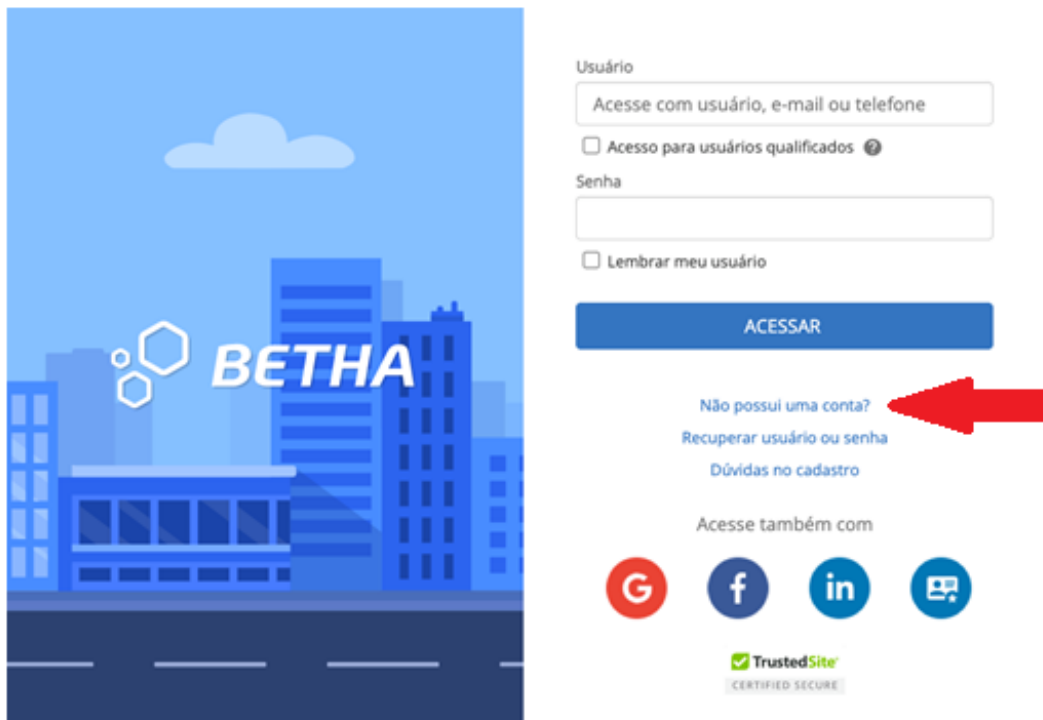 BETHA
Usuário
Acesse com usuário, e-mail ou telefone
Acesso para usuários qualificados ?
Senha
Lembrar meu usuário
ACESSAR
Não possui uma conta?
Recuperar usuário ou senha
Dúvidas no cadastro
Acesse também com
G f in
TrustedSite
CERTIFIED SECURE